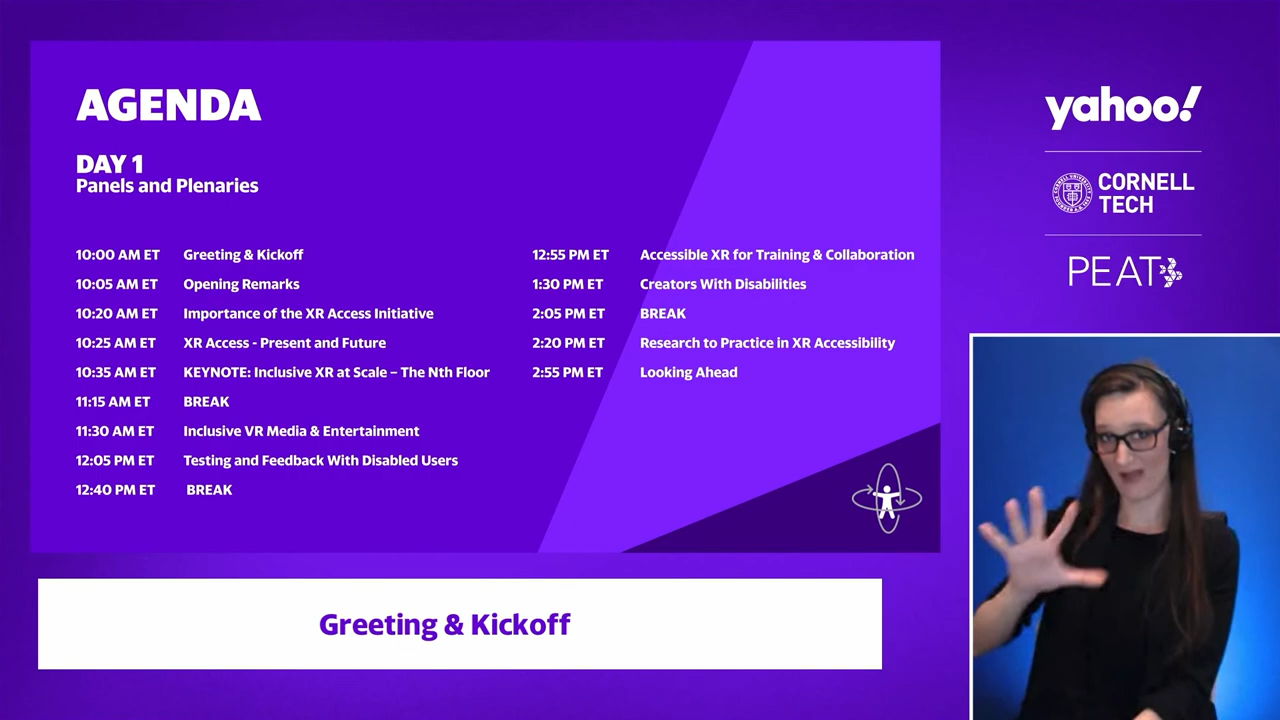 AGENDA
DAY 1
Panels and Plenaries
10:00 AM ET Greeting & Kickoff
10:05 AM ET Opening Remarks
10:20 AM ET Importance of the XR Access Initiative
10:25 AM ET XR Access - Present and Future
10:35 AM ET KEYNOTE: Inclusive XR at Scale – The Nth Floor
11:15 AM ET BREAK
11:30 AM ET Inclusive VR Media & Entertainment
12:05 PM ET Testing and Feedback With Disabled Users
12:40 PM ET BREAK
12:55 PM ET Accessible XR for Training & Collaboration
1:30 PM ET Creators With Disabilities
2:05 PM ET BREAK
2:20 PM ET Research to Practice in XR Accessibility
2:55 PM ET Looking Ahead
Greeting & Kickoff
yahoo!
CORNELL
TECH
PEAT